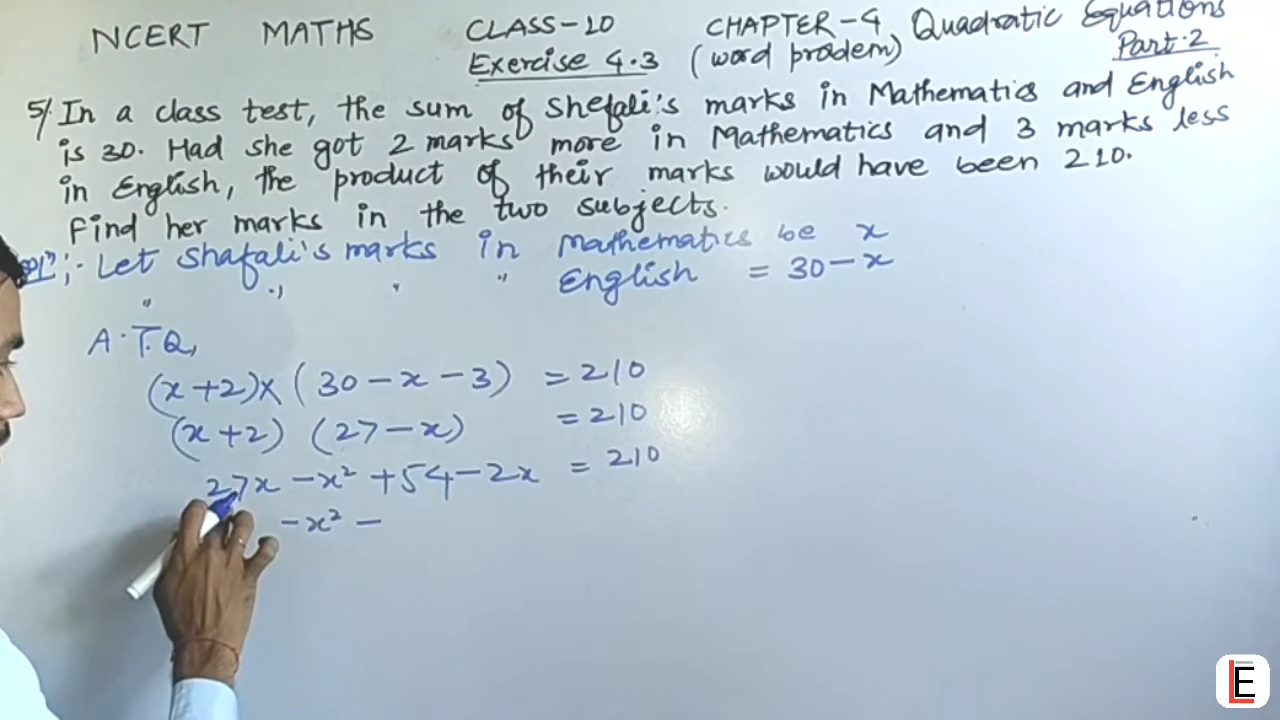 NCERT MATHS CLASS-10 CHAPTER-4 Quadratic Equations
Exercise 4.3 (word prodem) Part-2
5/. In a class test, the sum of Shefali's marks in Mathematics and English
is 30. Had she got 2 marks more in Mathematics and 3 marks less
in English, the product of their marks would have been 210.
Find her marks in the two subjects.
Let Shafali's marks in Mathematics be x
" " " " English = 30-x
A.T.Q,
(x+2)×(30-x-3) = 210
(x+2) (27-x) = 210
27x -x² +54-2x = 210
-x² -
LE